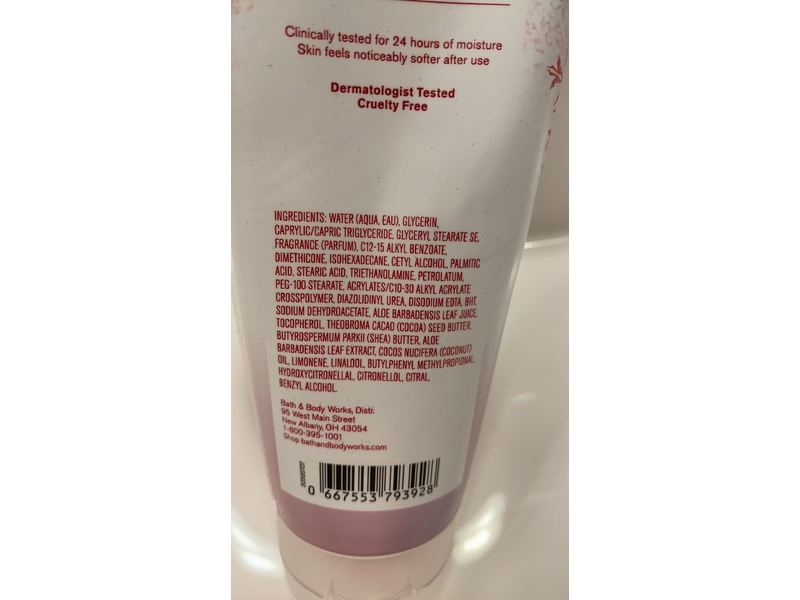 Clinically tested for 24 hours of moisture
Skin feels noticeably softer after use
Dermatologist Tested
Cruelty Free
INGREDIENTS: WATER (AQUA, EAU), GLYCERIN,
CAPRYLIC/CAPRIC TRIGLYCERIDE, GLYCERYL STEARATE SE,
FRAGRANCE (PARFUM), C12-15 ALKYL BENZOATE,
DIMETHICONE, ISOHEXADECANE, CETYL ALCOHOL, PALMITIC
ACID, STEARIC ACID, TRIETHANOLAMINE, PETROLATUM,
PEG-100 STEARATE, ACRYLATES/C10-30 ALKYL ACRYLATE
CROSSPOLYMER, DIAZOLIDINYL UREA, DISODIUM EDTA, BHT,
SODIUM DEHYDROACETATE, ALOE BARBADENSIS LEAF JUICE,
TOCOPHEROL, THEOBROMA CACAO (COCOA) SEED BUTTER,
BUTYROSPERMUM PARKII (SHEA) BUTTER, ALOE
BARBADENSIS LEAF EXTRACT, COCOS NUCIFERA (COCONUT)
OIL, LIMONENE, LINALOOL, BUTYLPHENYL METHYLPROPIONAL,
HYDROXYCITRONELLAL, CITRONELLOL, CITRAL,
BENZYL ALCOHOL.
Bath & Body Works, Distr.
95 West Main Street
New Albany, OH 43054
1-800-395-1001
Shop bathandbodyworks.com
0 667553 793928